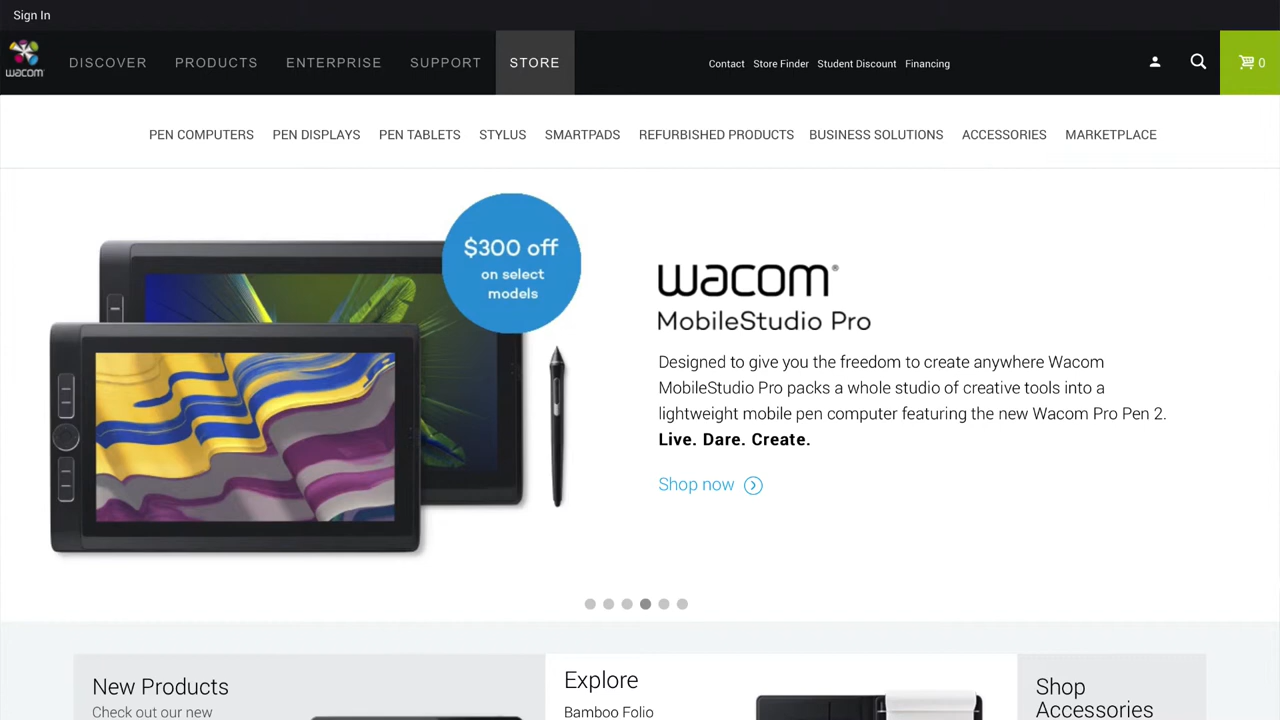 Sign In
wacom
DISCOVER PRODUCTS ENTERPRISE SUPPORT STORE Contact Store Finder Student Discount Financing 0
PEN COMPUTERS PEN DISPLAYS PEN TABLETS STYLUS SMARTPADS REFURBISHED PRODUCTS BUSINESS SOLUTIONS ACCESSORIES MARKETPLACE
$300 off
on select
models
wacom®
MobileStudio Pro
Designed to give you the freedom to create anywhere Wacom
MobileStudio Pro packs a whole studio of creative tools into a
lightweight mobile pen computer featuring the new Wacom Pro Pen 2.
Live. Dare. Create.
Shop now
New Products
Check out our new
Explore
Bamboo Folio
Shop
Accessories